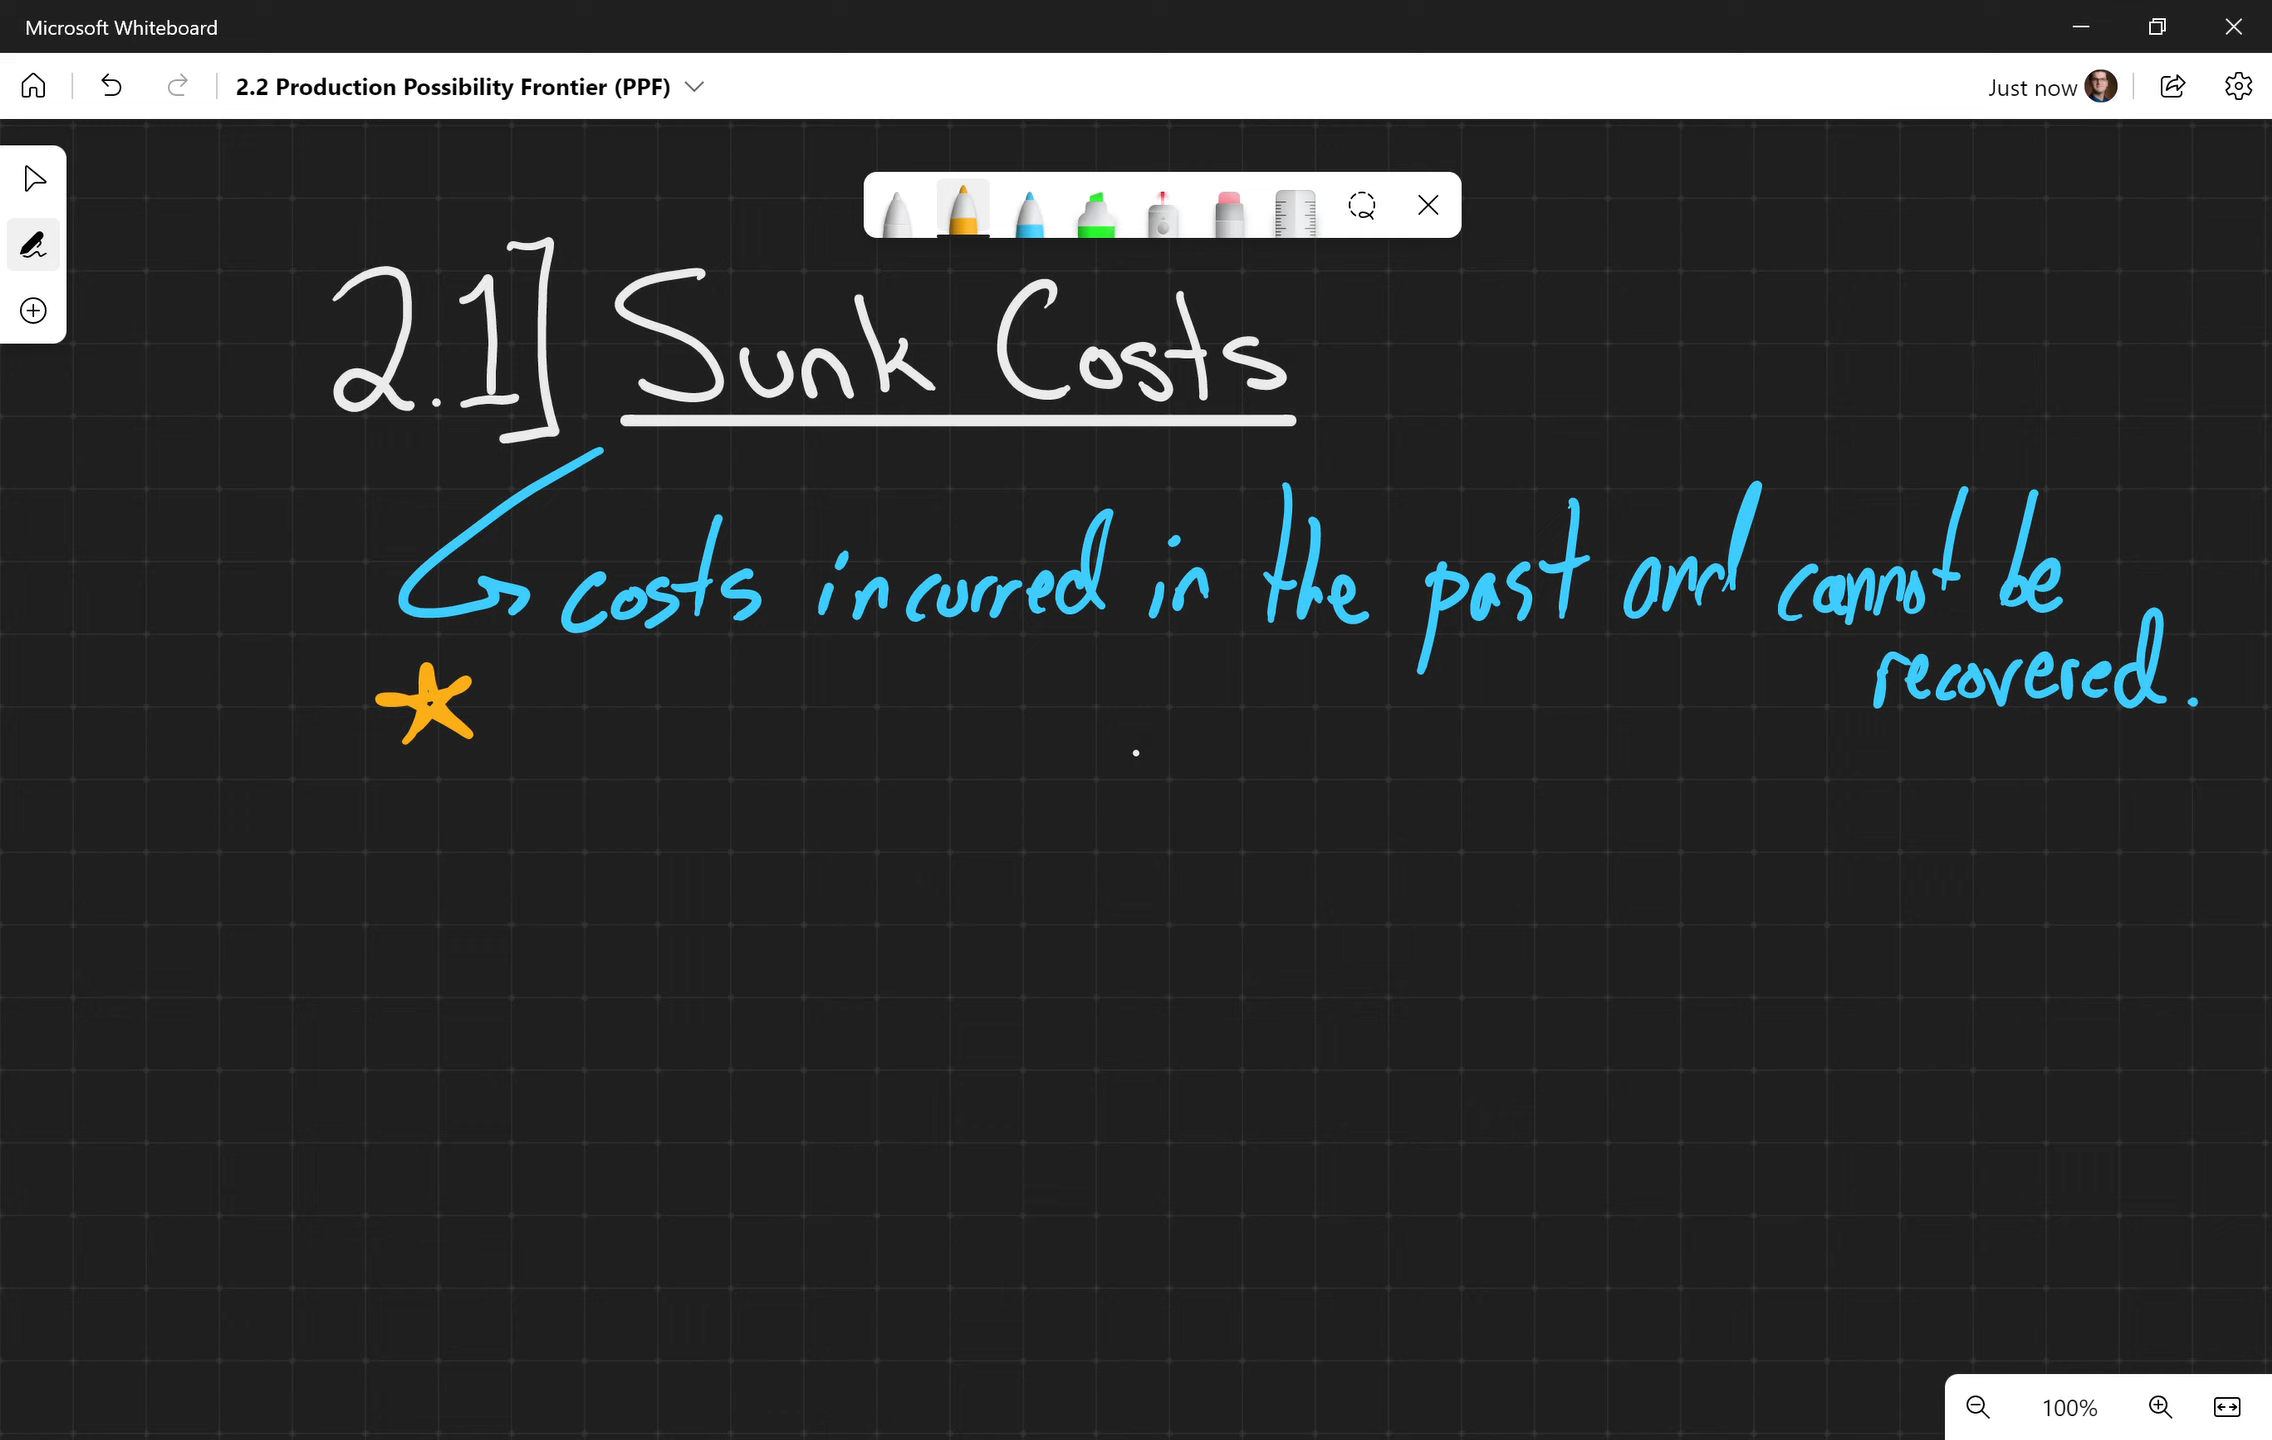 Microsoft Whiteboard
2.2 Production Possibility Frontier (PPF)
Just now
2.1] Sunk Costs
costs incurred in the past and cannot be
recovered.
100%